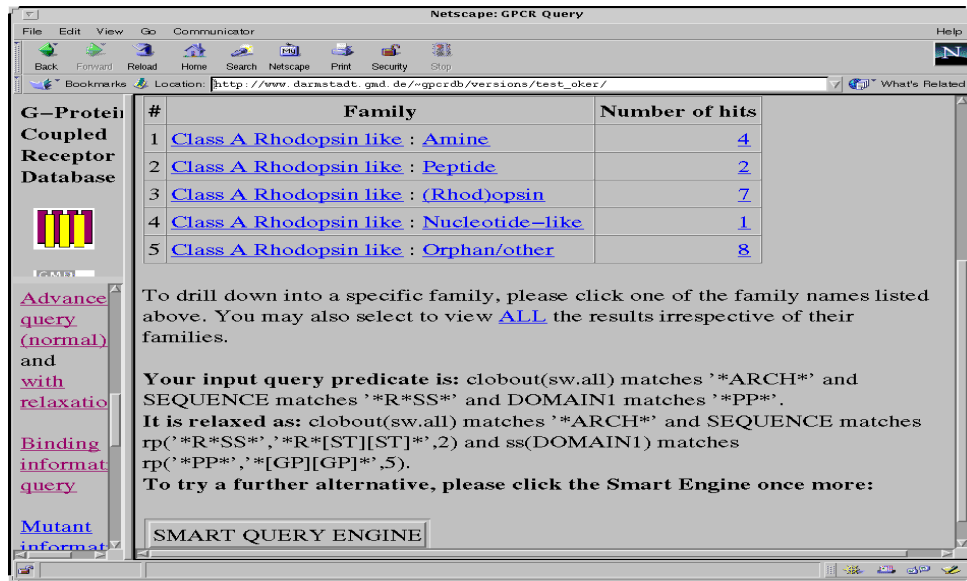 Netscape: GPCR Query
File Edit View Go Communicator Help
Back Forward Reload Home Search Netscape Print Security Stop
N
Bookmarks Location: http://www.darmstadt.gmd.de/~gpcrdb/versions/test_oker/ What's Related
G-Protein
Coupled
Receptor
Database
GMD
Advance
query
(normal)
and
with
relaxatio
Binding
informat
query
Mutant
informat
# Family Number of hits
1 Class A Rhodopsin like : Amine 4
2 Class A Rhodopsin like : Peptide 2
3 Class A Rhodopsin like : (Rhod)opsin 7
4 Class A Rhodopsin like : Nucleotide-like 1
5 Class A Rhodopsin like : Orphan/other 8
To drill down into a specific family, please click one of the family names listed
above. You may also select to view ALL the results irrespective of their
families.
Your input query predicate is: clobout(sw.all) matches '*ARCH*' and
SEQUENCE matches '*R*SS*' and DOMAIN1 matches '*PP*'.
It is relaxed as: clobout(sw.all) matches '*ARCH*' and SEQUENCE matches
rp('*R*SS*','*R*[ST][ST]*',2) and ss(DOMAIN1) matches
rp('*PP*','*[GP][GP]*',5).
To try a further alternative, please click the Smart Engine once more:
SMART QUERY ENGINE